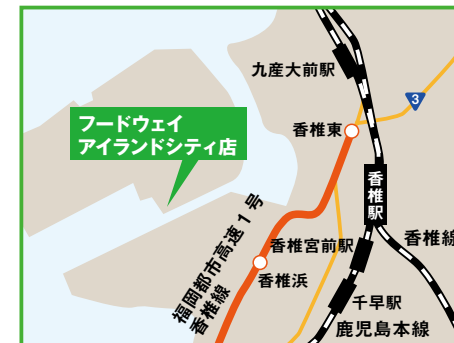 九産大前駅
3
フードウェイ
アイランドシティ店
香椎東
香椎駅
福岡都市高速1号
香椎線
香椎宮前駅
香椎線
香椎浜
千早駅
鹿児島本線